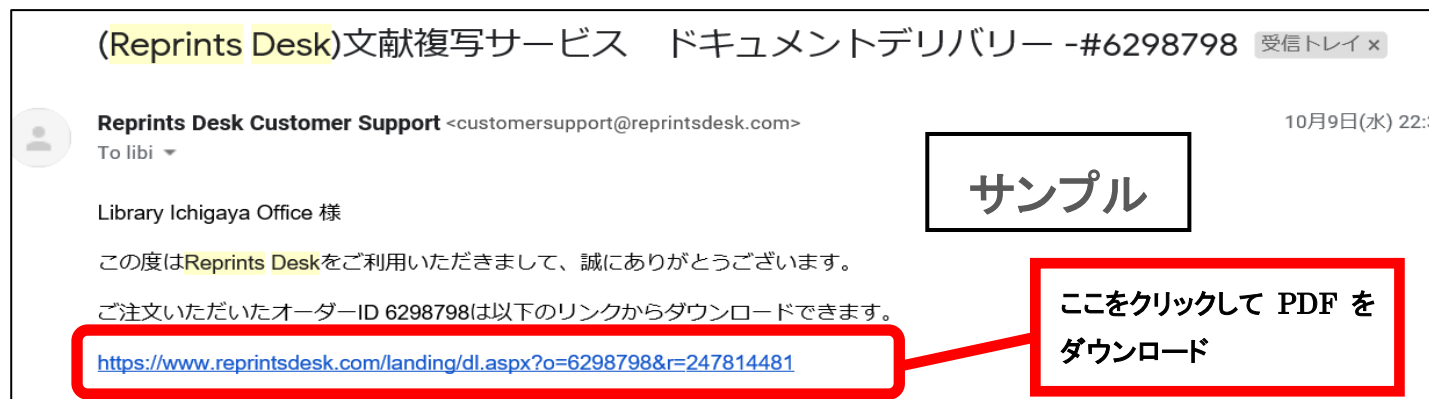 (Reprints Desk)文献複写サービス　ドキュメントデリバリー -#6298798 受信トレイ ×
Reprints Desk Customer Support <customersupport@reprintsdesk.com>
10月9日(水) 22:
To libi
サンプル
Library Ichigaya Office 様
この度はReprints Deskをご利用いただきまして、誠にありがとうございます。
ご注文いただいたオーダーID 6298798は以下のリンクからダウンロードできます。
https://www.reprintsdesk.com/landing/dl.aspx?o=6298798&r=247814481
ここをクリックして PDF を
ダウンロード